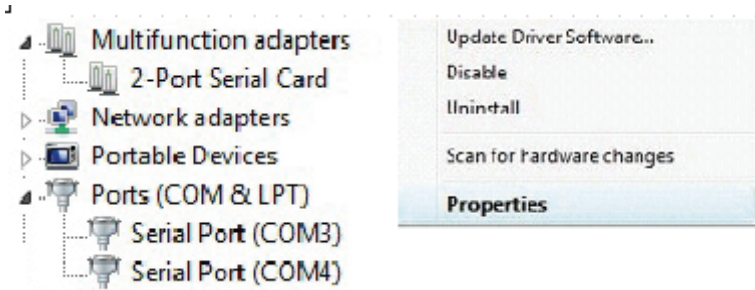 Multifunction adapters
2-Port Serial Card
Network adapters
Portable Devices
Ports (COM & LPT)
Serial Port (COM3)
Serial Port (COM4)
Update Driver Software...
Disable
Uninstall
Scan for hardware changes
Properties